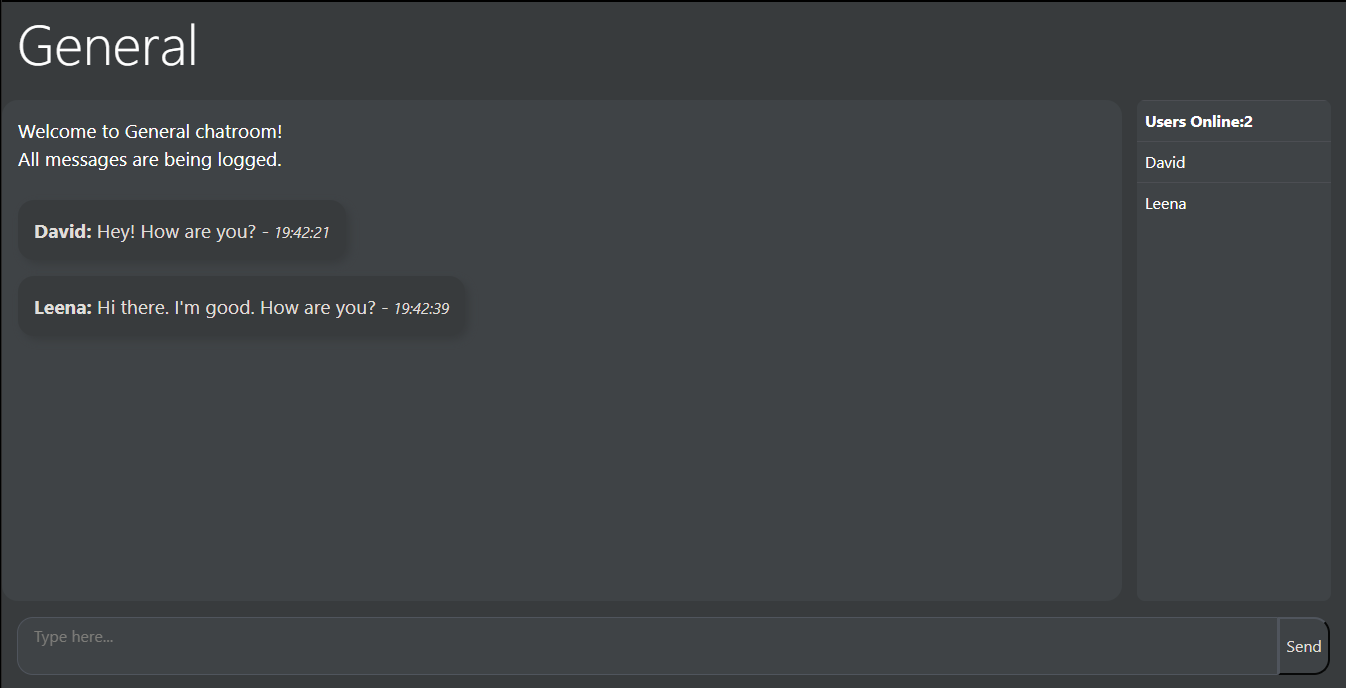 General
Welcome to General chatroom!
All messages are being logged.
David: Hey! How are you? - 19:42:21
Leena: Hi there. I'm good. How are you? - 19:42:39
Users Online:2
David
Leena
Type here...
Send